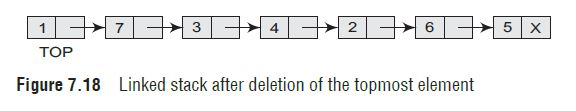 1 7 3 4 2 6 5 X
TOP
Figure 7.18 Linked stack after deletion of the topmost element